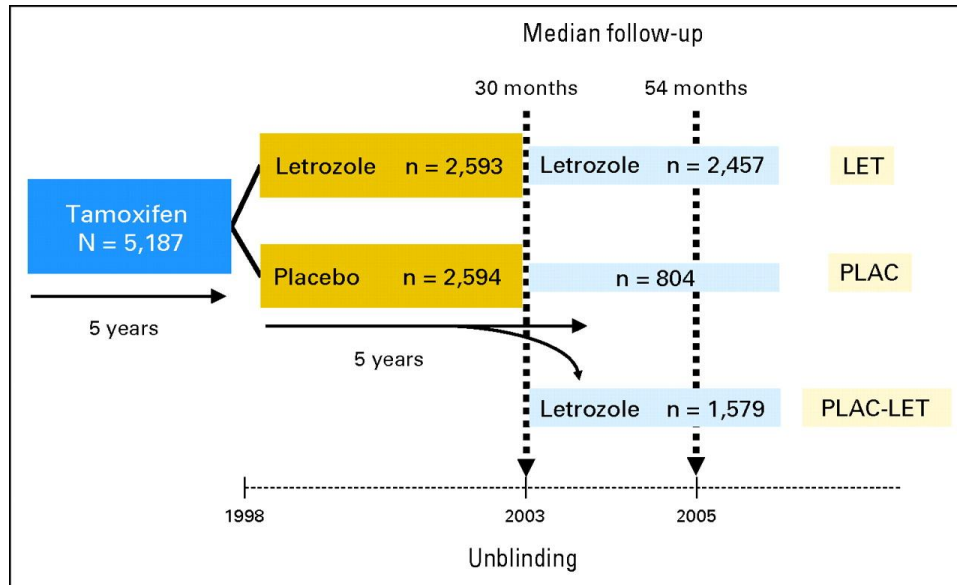 Median follow-up
30 months
54 months
Letrozole n = 2,593
Letrozole n = 2,457
LET
Tamoxifen
N = 5,187
Placebo n = 2,594
n = 804
PLAC
5 years
5 years
Letrozole n = 1,579
PLAC-LET
1998
2003
2005
Unblinding